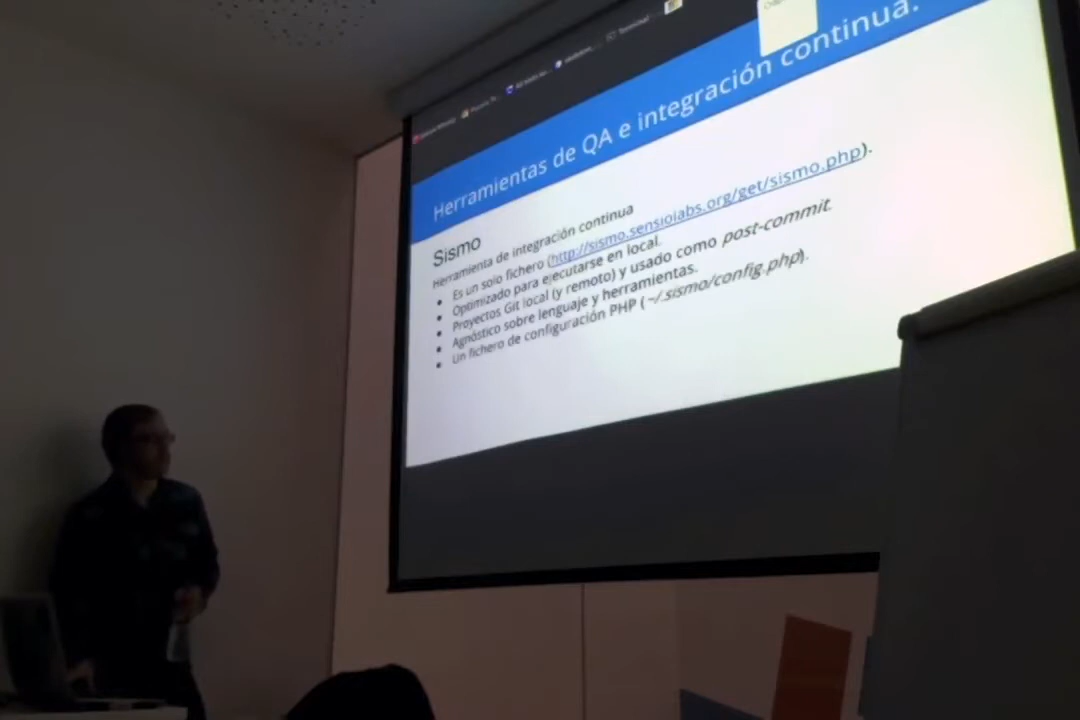 Herramientas de QA e integración continua.
Sismo
Herramienta de integración continua
Es un solo fichero (http://sismo.sensiolabs.org/get/sismo.php).
Optimizado para ejecutarse en local.
Proyectos Git local (y remoto) y usado como post-commit.
Agnóstico sobre lenguaje y herramientas.
Un fichero de configuración PHP (~/.sismo/config.php).